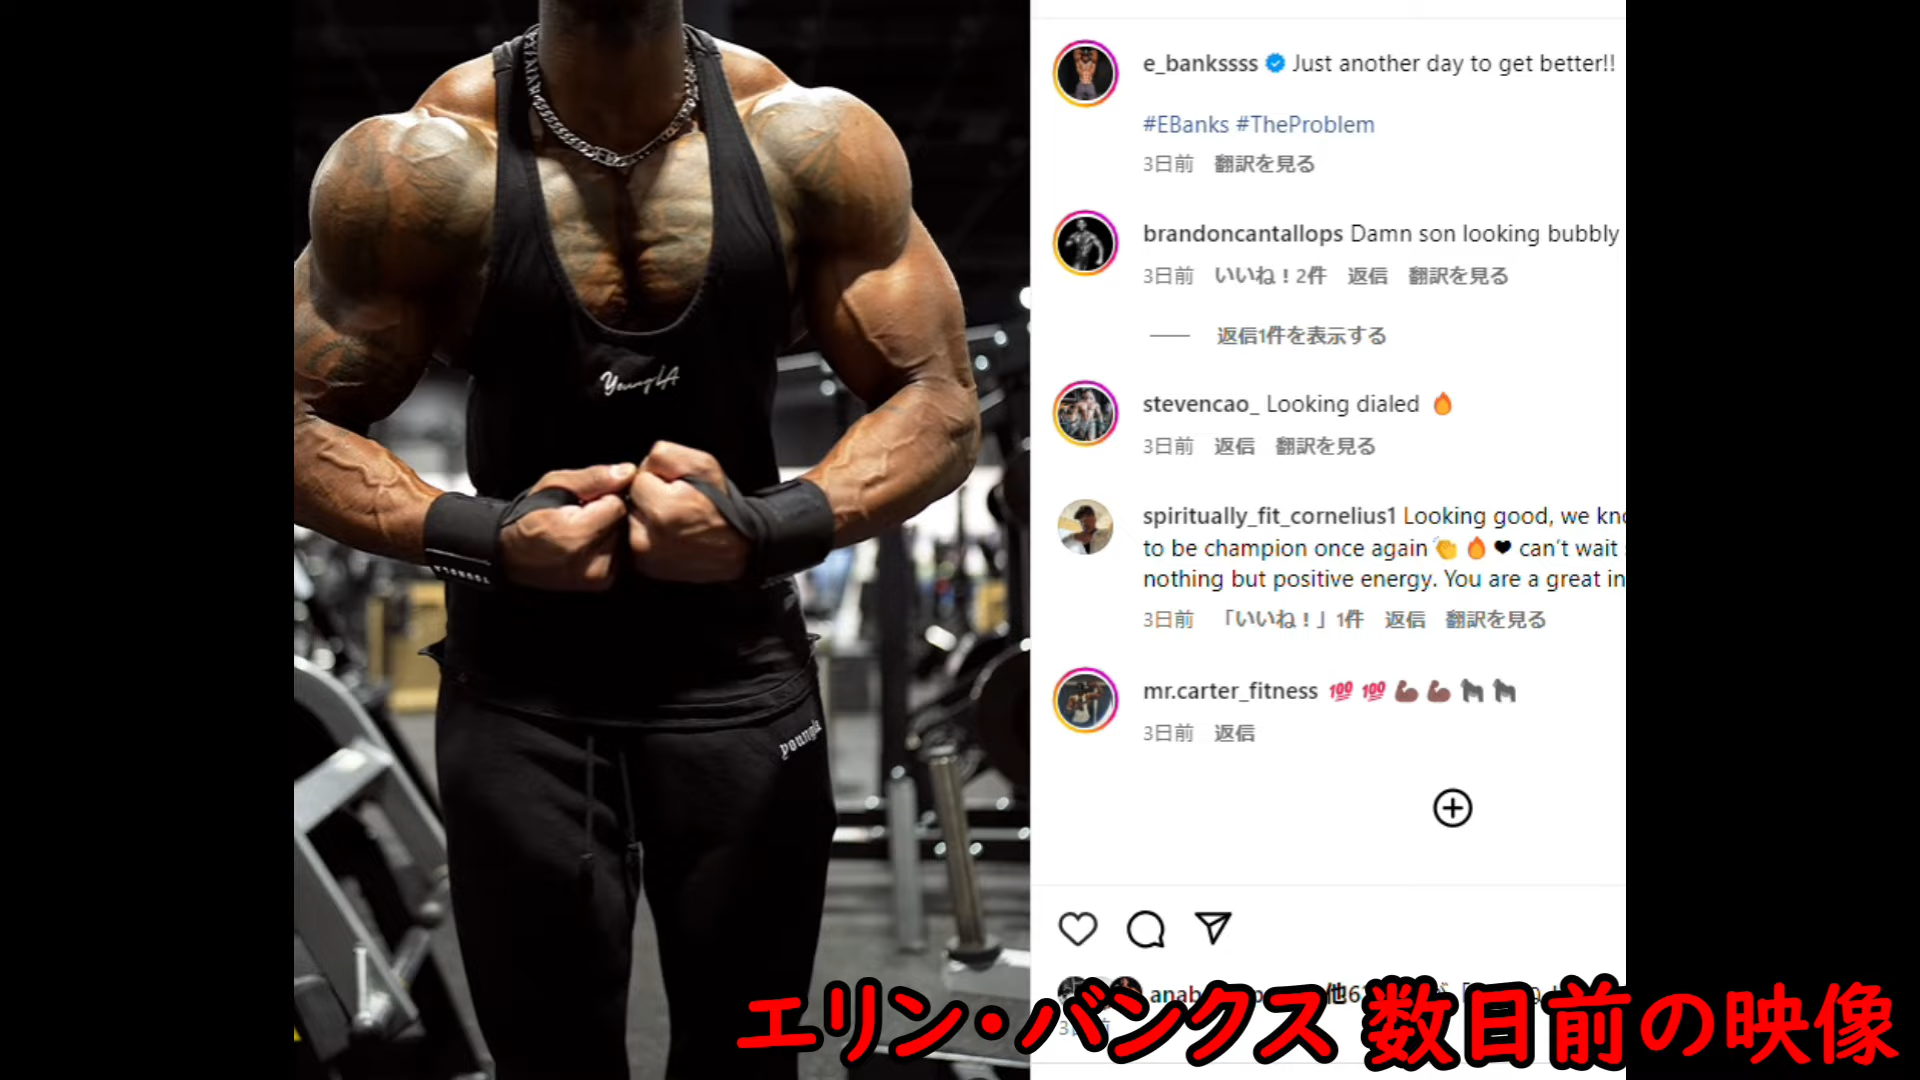 e_bankssss Just another day to get better!!
#EBanks #TheProblem
3日前 翻訳を見る
brandoncantallops Damn son looking bubbly
3日前 いいね！2件 返信 翻訳を見る
返信1件を表示する
stevencao_ Looking dialed 🔥
3日前 返信 翻訳を見る
spiritually_fit_cornelius1 Looking good, we
to be champion once again 👏🔥🖤 can't wait
nothing but positive energy. You are a great
3日前 「いいね！」1件 返信 翻訳を見る
mr.carter_fitness 💯 💯 💪🏾 💪🏾 🦍 🦍
3日前 返信
YoungLA
youngla
YOUNGLA
エリン・バンクス 数日前の映像